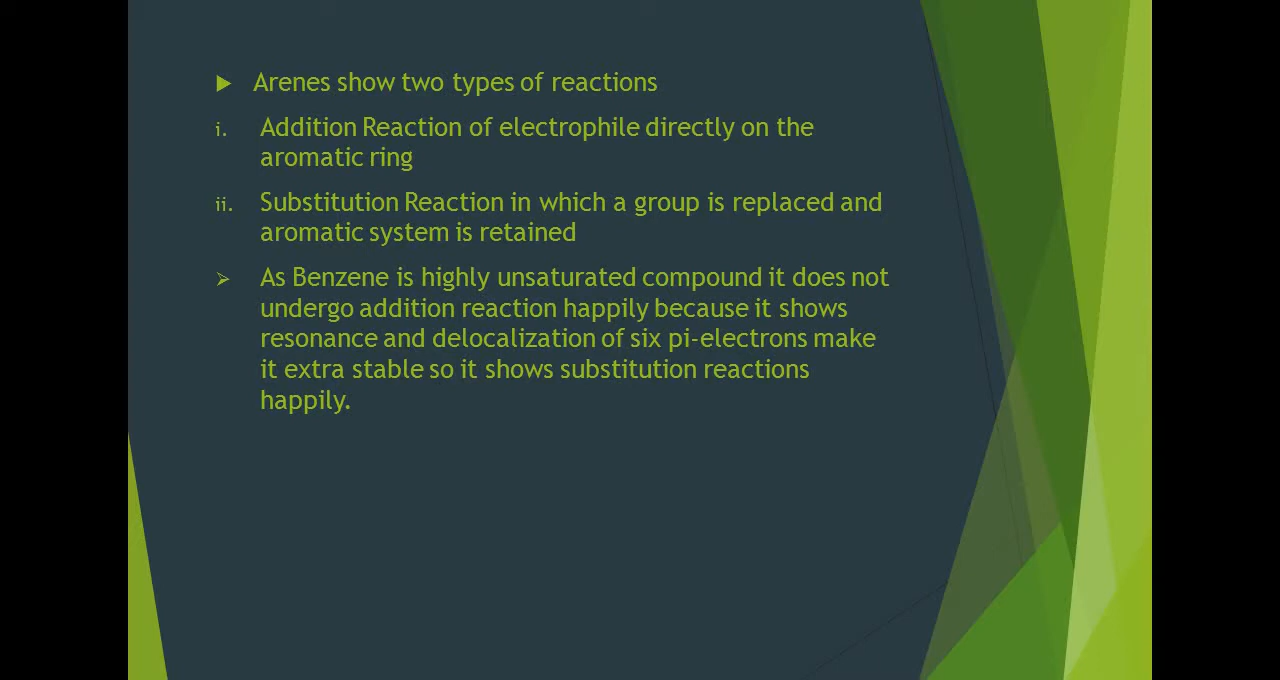 Arenes show two types of reactions
i. Addition Reaction of electrophile directly on the
aromatic ring
ii. Substitution Reaction in which a group is replaced and
aromatic system is retained
As Benzene is highly unsaturated compound it does not
undergo addition reaction happily because it shows
resonance and delocalization of six pi-electrons make
it extra stable so it shows substitution reactions
happily.